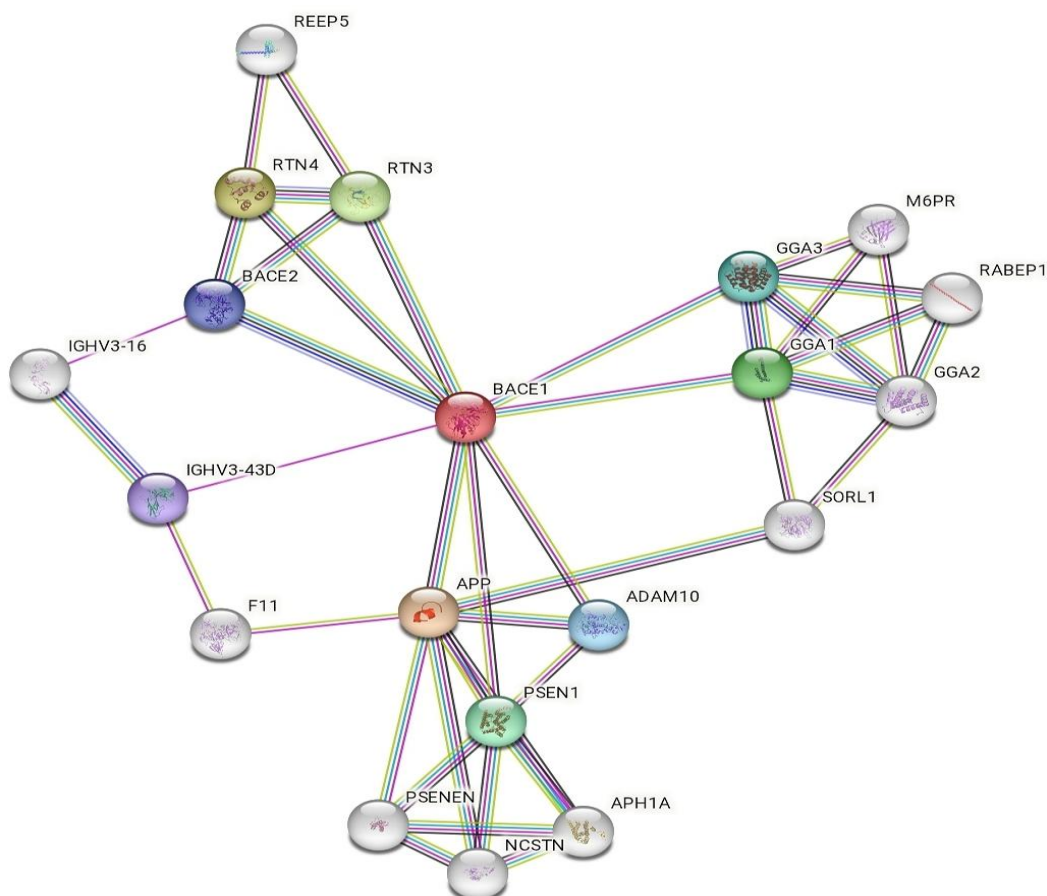 REEP5
RTN4
RTN3
M6PR
GGA3
RABEP1
BACE2
IGHV3-16
GGA1
GGA2
BACE1
IGHV3-43D
SORL1
APP
ADAM10
F11
PSEN1
PSENEN
APH1A
NCSTN